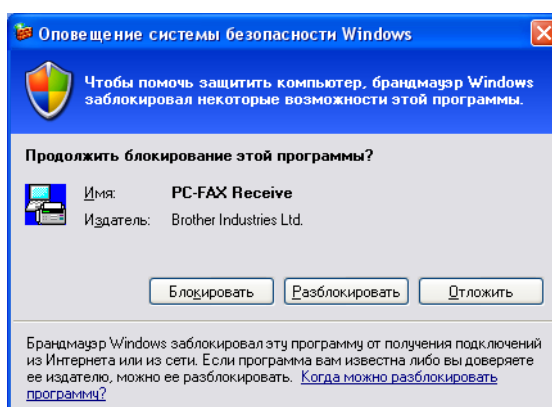 Оповещение системы безопасности Windows
Чтобы помочь защитить компьютер, брандмауэр Windows
заблокировал некоторые возможности этой программы.
Продолжить блокирование этой программы?
Имя: PC-FAX Receive
Издатель: Brother Industries Ltd.
Блокировать Разблокировать Отложить
Брандмауэр Windows заблокировал эту программу от получения подключений
из Интернета или из сети. Если программа вам известна либо вы доверяете
ее издателю, можно ее разблокировать. Когда можно разблокировать
программу?